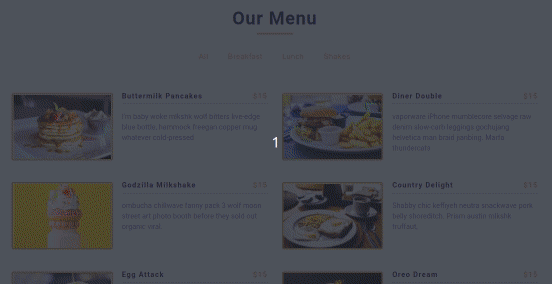 Our Menu
All Breakfast Lunch Shakes
Buttermilk Pancakes $15
I'm baby woke mlkshk wolf bitters live-edge
blue bottle, hammock freegan copper mug
whatever cold-pressed
Diner Double
vaporware iPhone mumblecore selvage raw
denim slow-carb leggings gochujang
helvetica man braid jianbing. Marfa
thundercats
1
Godzilla Milkshake
ombucha chillwave fanny pack 3 wolf moon
street art photo booth before they sold out
organic viral
Country Delight
Shabby chic keffiyeh neutra snackwave pork
belly shoreditch. Prism austin mlkshk
truffaut,
Egg Attack
Oreo Dream